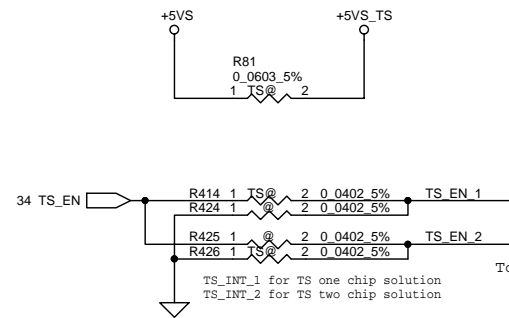 +5VS +5VS_TS
R81
0_0603_5%
1 TS@ 2
34 TS_EN
R414 1 TS@ 2 0_0402_5% TS_EN_1
R424 1 @ 2 0_0402_5%
R425 1 @ 2 0_0402_5% TS_EN_2
R426 1 TS@ 2 0_0402_5%
To
TS_INT_1 for TS one chip solution
TS_INT_2 for TS two chip solution